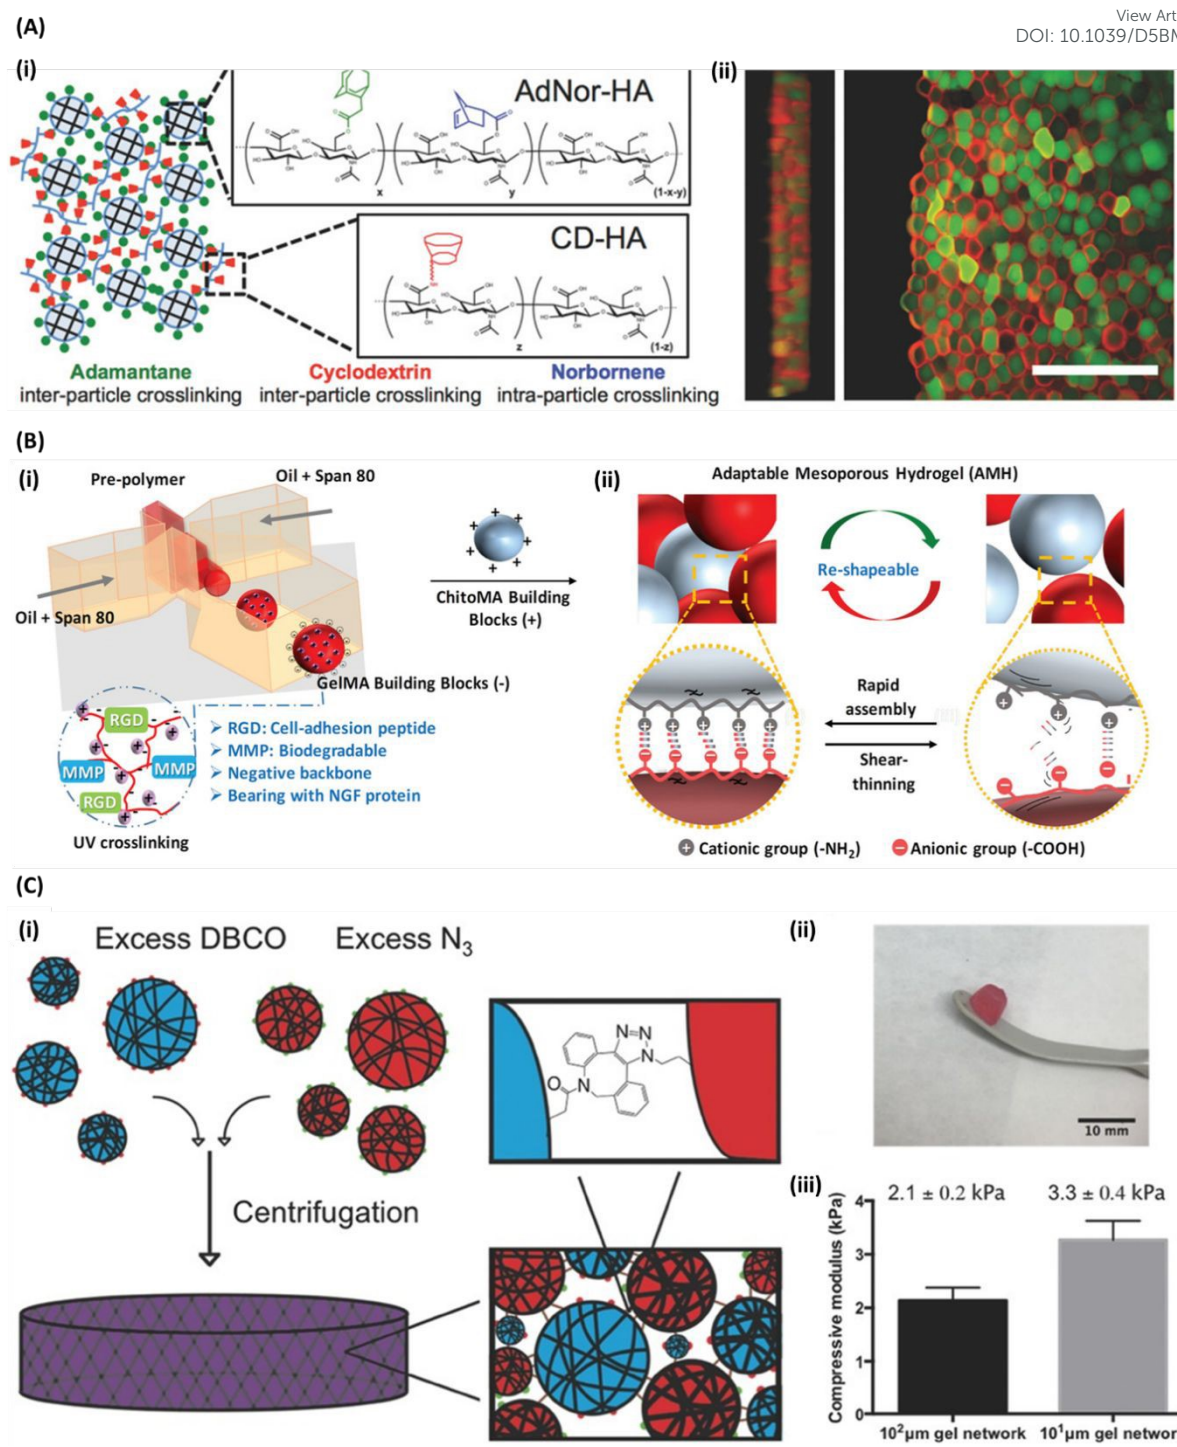 View Art
DOI: 10.1039/D5BM
(A)
(i)
AdNor-HA
x
y
(1-x-y)
CD-HA
z
(1-z)
Adamantane
inter-particle crosslinking
Cyclodextrin
inter-particle crosslinking
Norbornene
intra-particle crosslinking
(ii)
(B)
(i)
Pre-polymer
Oil + Span 80
Oil + Span 80
ChitoMA Building
Blocks (+)
GelMA Building Blocks (-)
RGD
MMP
MMP
RGD
UV crosslinking
➢ RGD: Cell-adhesion peptide
➢ MMP: Biodegradable
➢ Negative backbone
➢ Bearing with NGF protein
(ii)
Adaptable Mesoporous Hydrogel (AMH)
Re-shapeable
Rapid
assembly
Shear-
thinning
Cationic group (-NH₂)
Anionic group (-COOH)
(C)
(i)
Excess DBCO
Excess N₃
Centrifugation
N=N
N
N
O
(ii)
10 mm
(iii)
2.1 ± 0.2 kPa
3.3 ± 0.4 kPa
Compressive modulus (kPa)
4
3
2
1
0
10²μm gel network
10¹μm gel networ